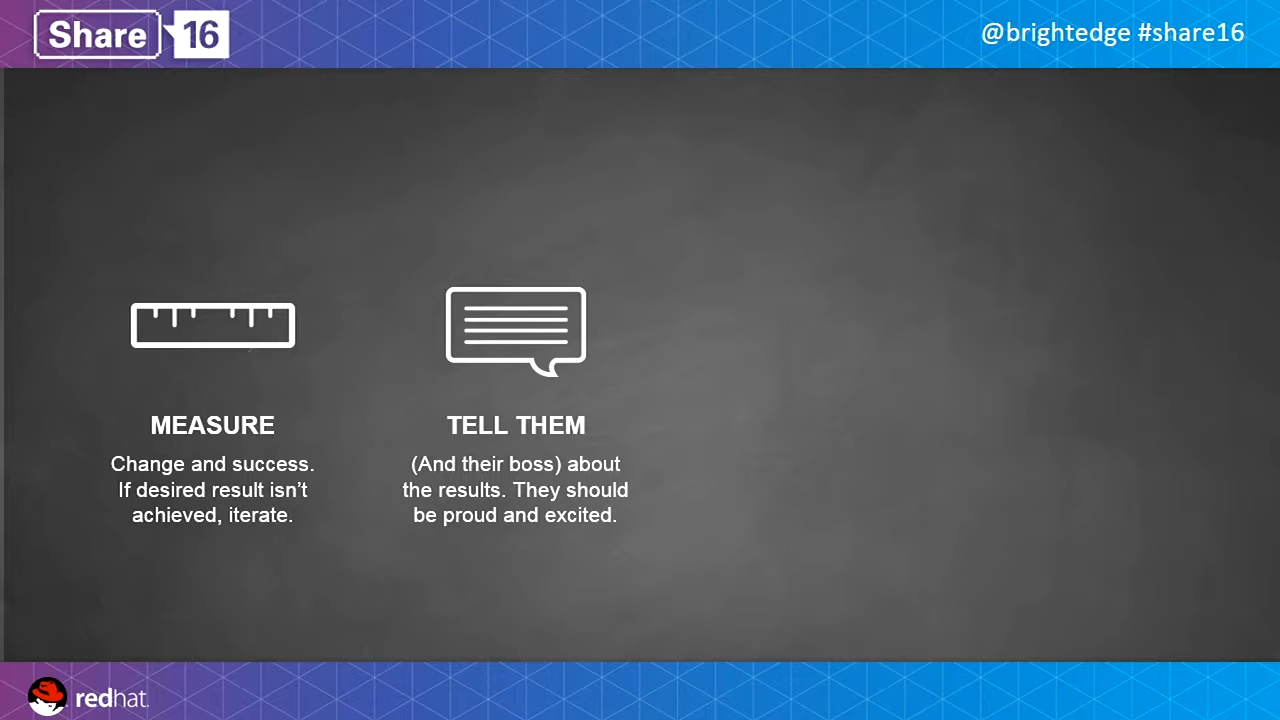 Share 16
@brightedge #share16
MEASURE
Change and success.
If desired result isn't
achieved, iterate.
TELL THEM
(And their boss) about
the results. They should
be proud and excited.
redhat.